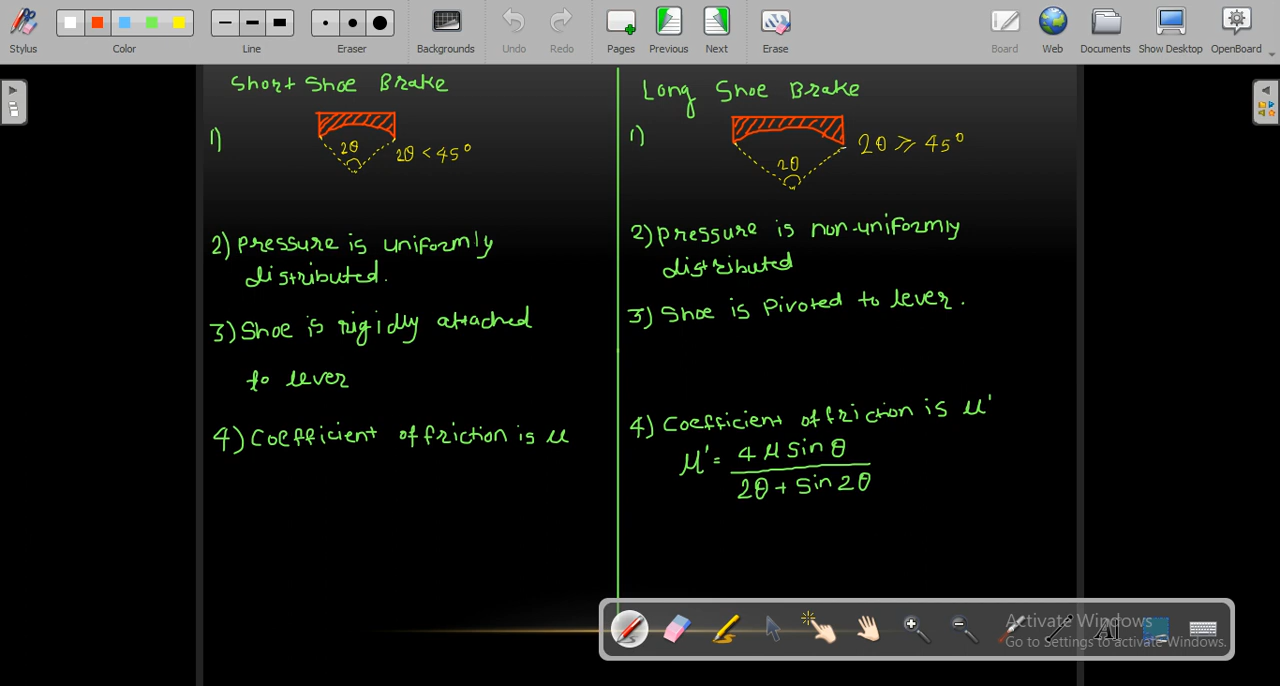 Stylus
Color
Line
Eraser
Backgrounds
Undo
Redo
Pages
Previous
Next
Erase
Board
Web
Documents
Show Desktop
OpenBoard
Short Shoe Brake
1)
2θ
2θ < 45°
2) Pressure is uniformly
distributed.
3) Shoe is rigidly attached
to lever
4) Coefficient of friction is μ
Long Shoe Brake
1)
2θ
2θ ⩾ 45°
2) Pressure is non-uniformly
distributed
3) Shoe is Pivoted to lever.
4) Coefficient of friction is μ'
μ' = 4 μ sin θ / 2θ + sin 2θ
Activate Windows
Go to Settings to activate Windows.